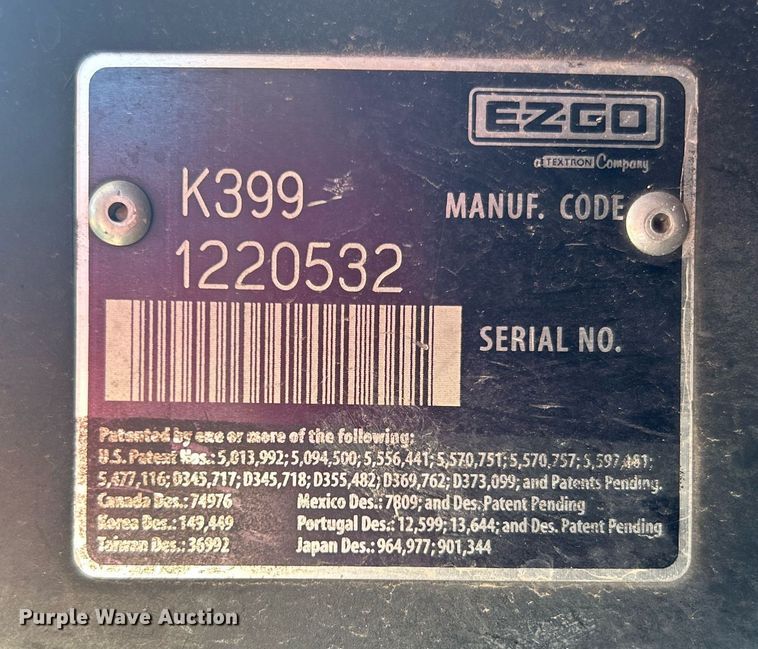 EZGO
a TEXTRON Company
K399
MANUF. CODE
1220532
SERIAL NO.
Patented by one or more of the following:
U.S. Patent Nos.: 5,013,992; 5,094,500; 5,556,441; 5,570,751; 5,570,757; 5,597,481;
5,477,116; D345,717; D345,718; D355,482; D369,762; D373,099; and Patents Pending.
Canada Des.: 74976 Mexico Des.: 7809; and Des. Patent Pending
Korea Des.: 149,449 Portugal Des.: 12,599; 13,644; and Des. Patent Pending
Taiwan Des.: 36992 Japan Des.: 964,977; 901,344
Purple Wave Auction